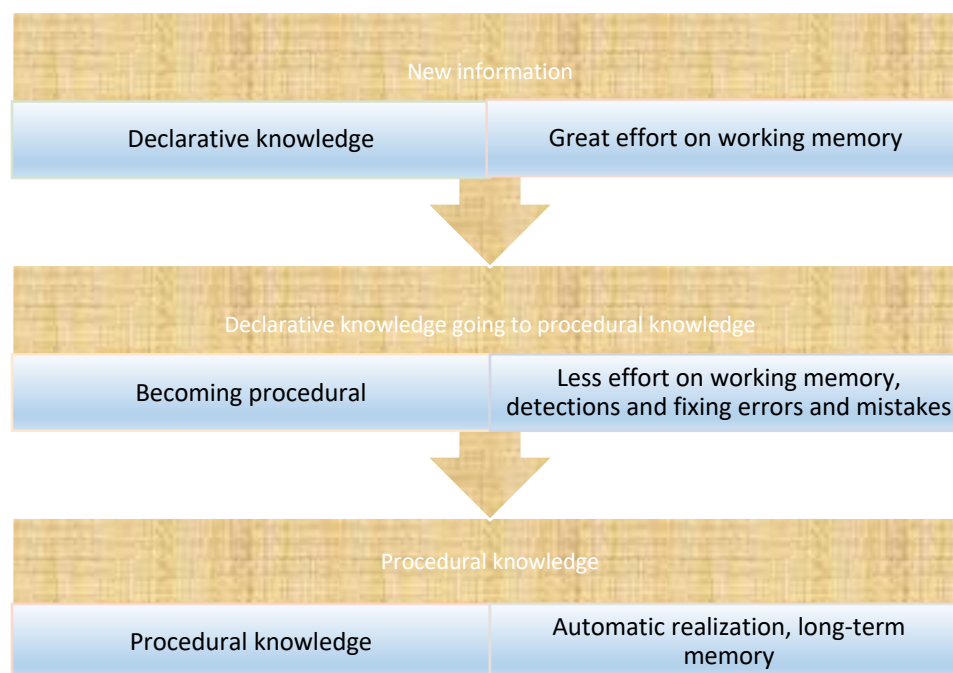 New information
Declarative knowledge
Great effort on working memory
Declarative knowledge going to procedural knowledge
Becoming procedural
Less effort on working memory,
detections and fixing errors and mistakes
Procedural knowledge
Procedural knowledge
Automatic realization, long-term
memory